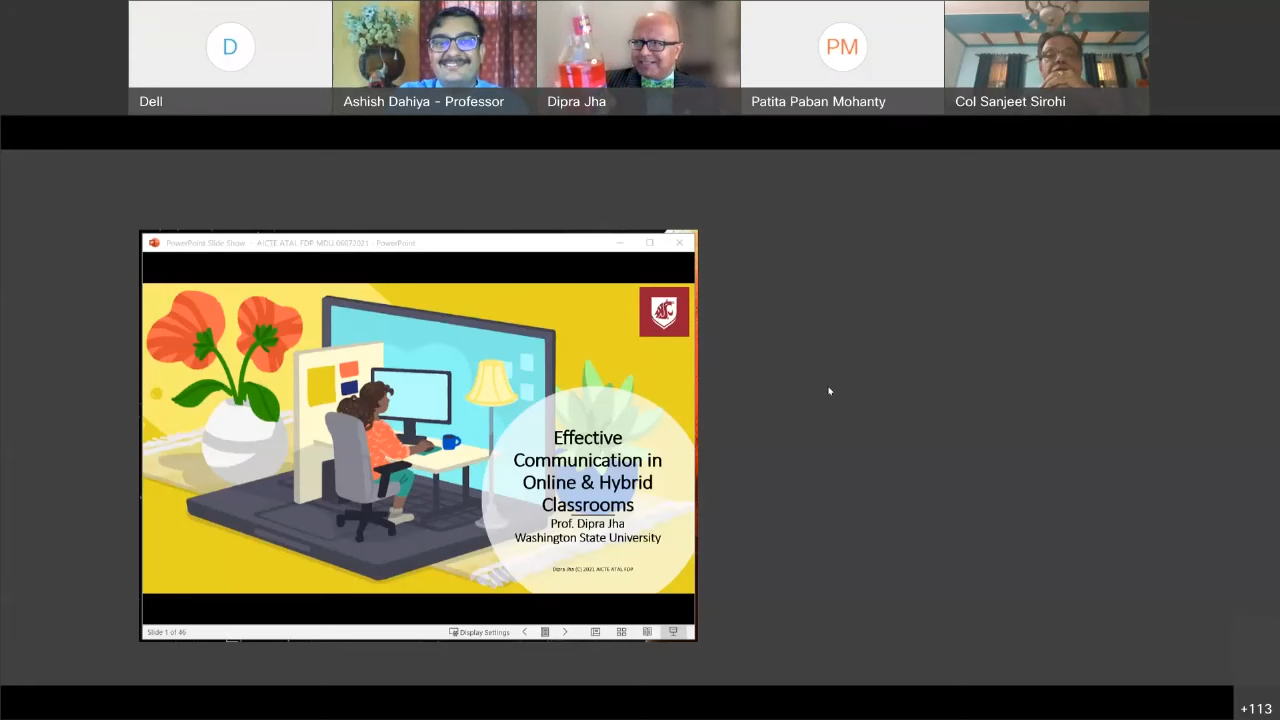 D
PM
Dell
Ashish Dahiya - Professor
Dipra Jha
Patita Paban Mohanty
Col Sanjeet Sirohi
PowerPoint Slide Show - AICTE ATAL FDP MDU 06072021 - PowerPoint
Effective
Communication in
Online & Hybrid
Classrooms
Prof. Dipra Jha
Washington State University
Dipra Jha (C) 2021 AICTE ATAL FDP
Slide 1 of 46
Display Settings
+113